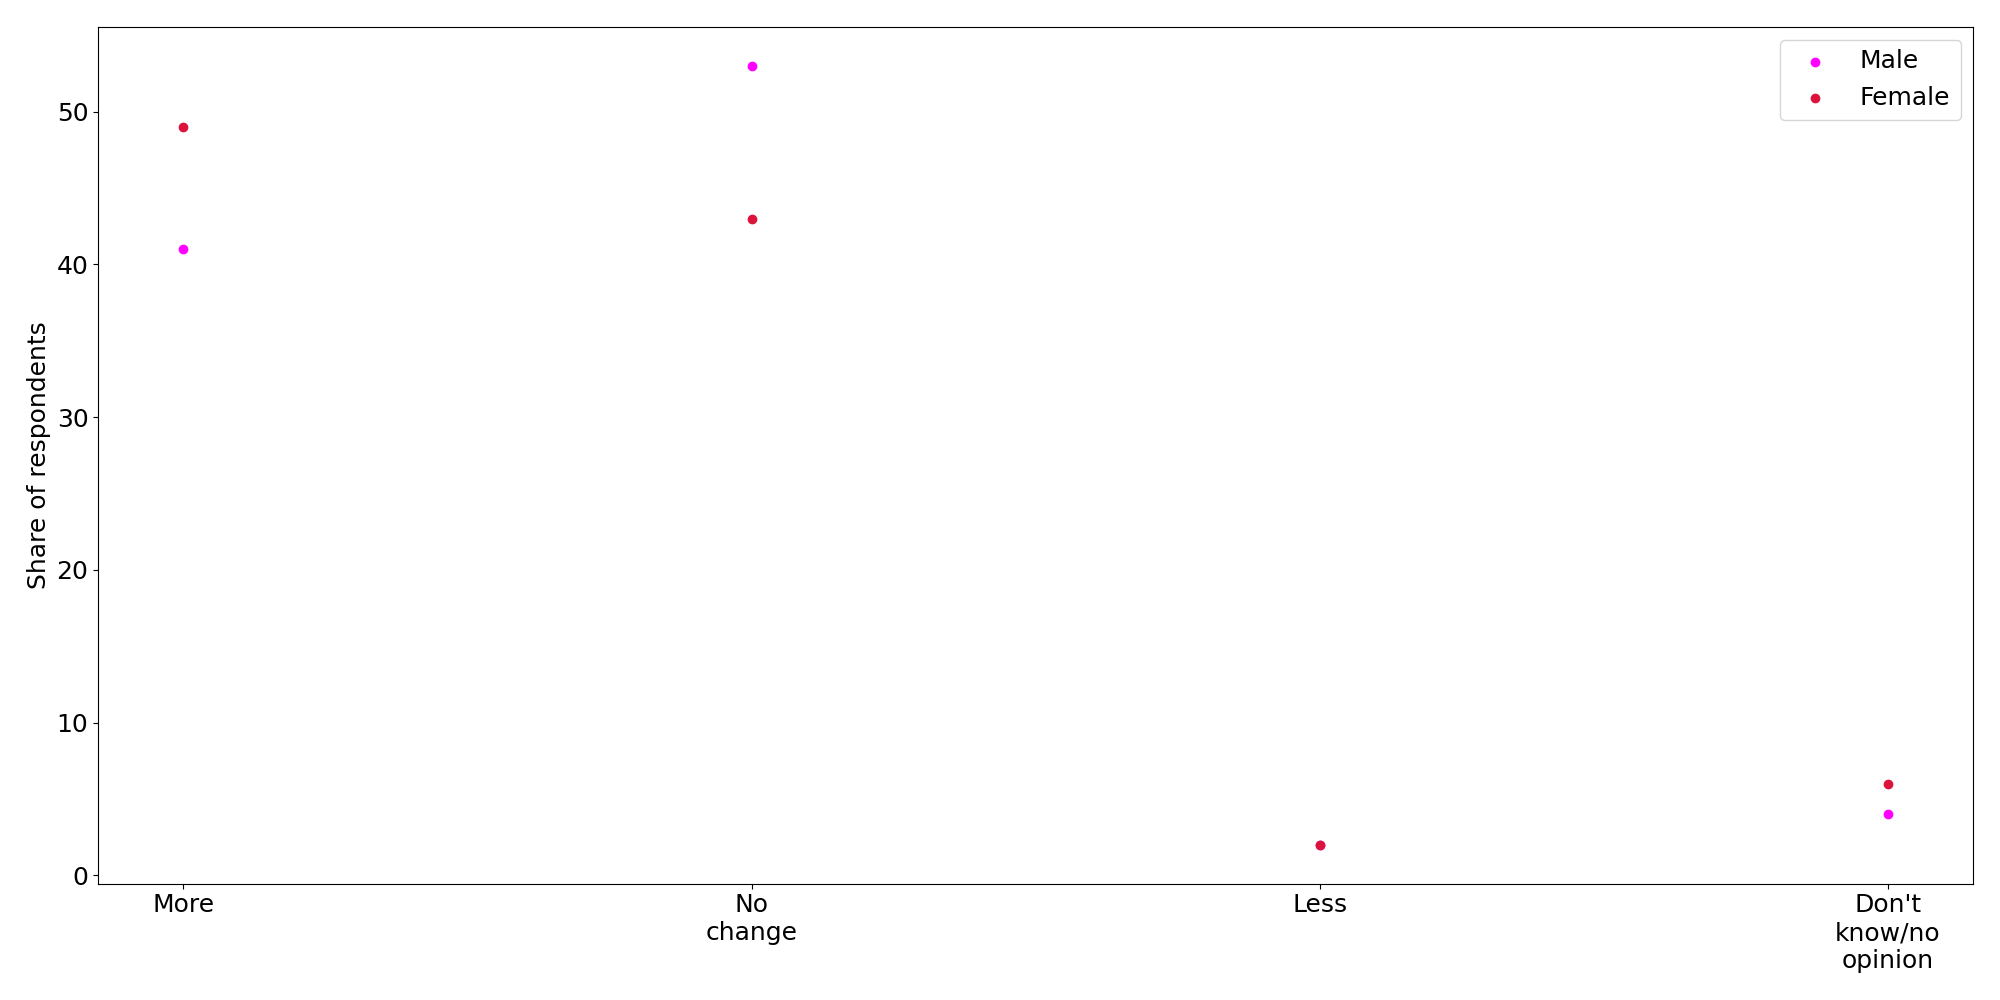 Male
Female
Share of respondents
50
40
30
20
10
0
More
No
change
Less
Don't
know/no
opinion